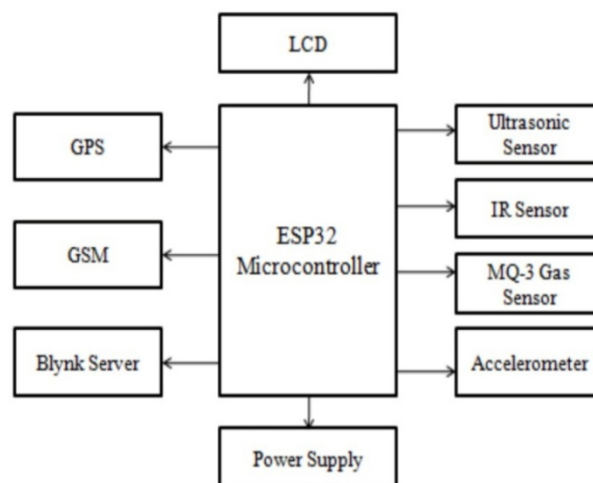 LCD
GPS
GSM
Blynk Server
ESP32
Microcontroller
Ultrasonic
Sensor
IR Sensor
MQ-3 Gas
Sensor
Accelerometer
Power Supply